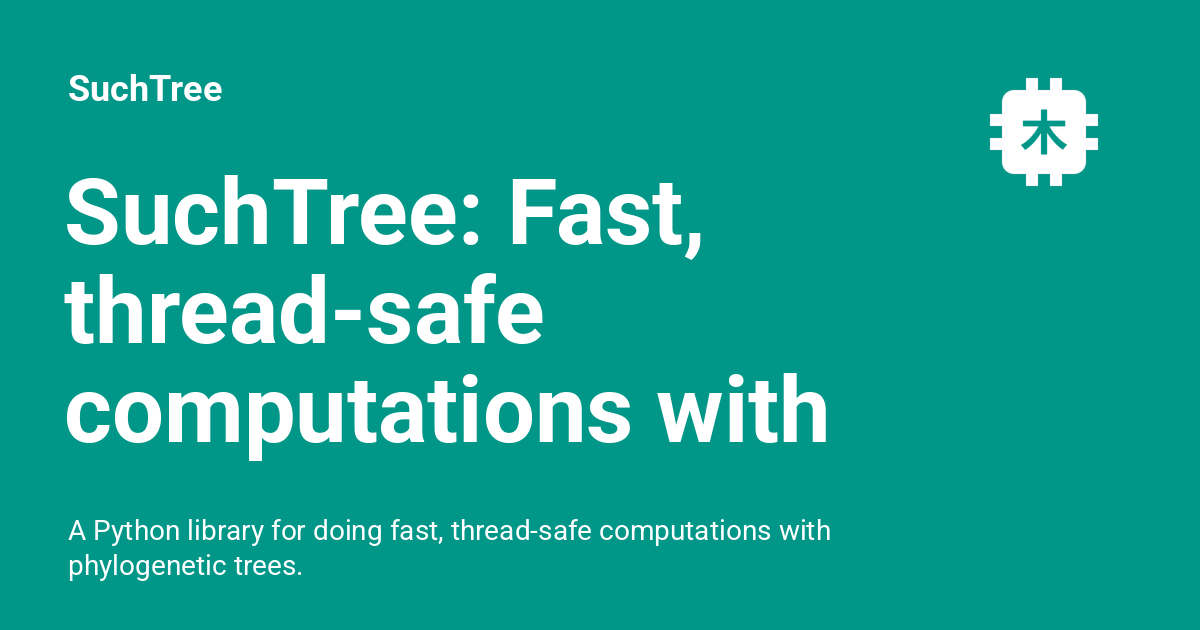 SuchTree
木
SuchTree: Fast,
thread-safe
computations with
A Python library for doing fast, thread-safe computations with
phylogenetic trees.